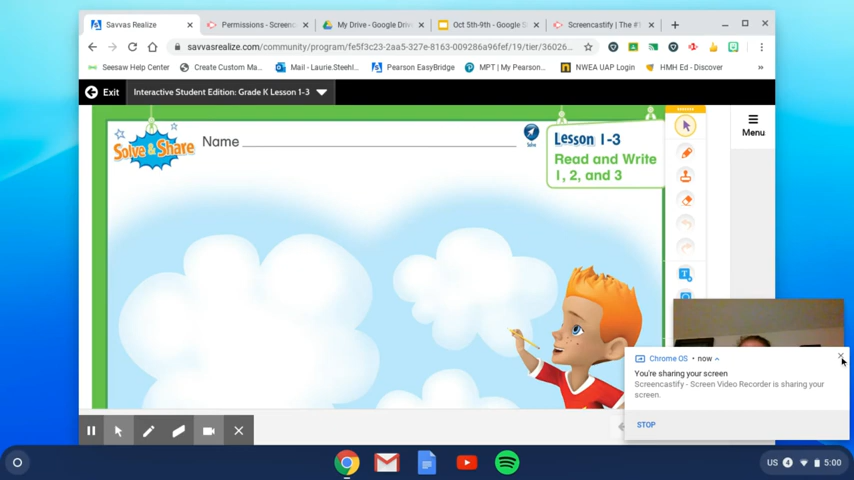 Savvas Realize
Permissions - Screenc
My Drive - Google Driv
Oct 5th-9th - Google S
Screencastify | The #1
savvasrealize.com/community/program/fe5f3c23-2aa5-327e-8163-009286a96fef/19/tier/36026...
Seesaw Help Center
Create Custom Ma...
Mail - Laurie.Steehl...
Pearson EasyBridge
MPT | My Pearson...
NWEA UAP Login
HMH Ed - Discover
»
Exit
Interactive Student Edition: Grade K Lesson 1-3
Menu
Solve & Share
Name
Solve
Lesson 1-3
Read and Write
1, 2, and 3
T
Chrome OS • now
You're sharing your screen
Screencastify - Screen Video Recorder is sharing your
screen.
STOP
US 4 5:00